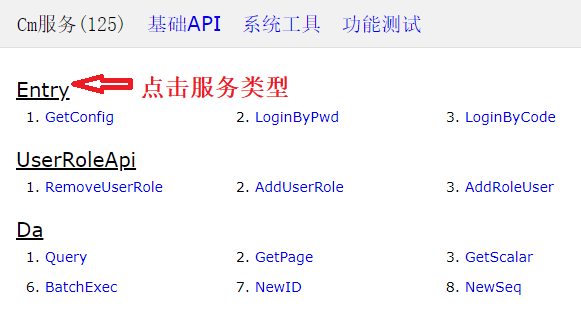 Cm服务(125) 基础API 系统工具 功能测试
Entry 点击服务类型
1. GetConfig 2. LoginByPwd 3. LoginByCode
UserRoleApi
1. RemoveUserRole 2. AddUserRole 3. AddRoleUser
Da
1. Query 2. GetPage 3. GetScalar
6. BatchExec 7. NewID 8. NewSeq